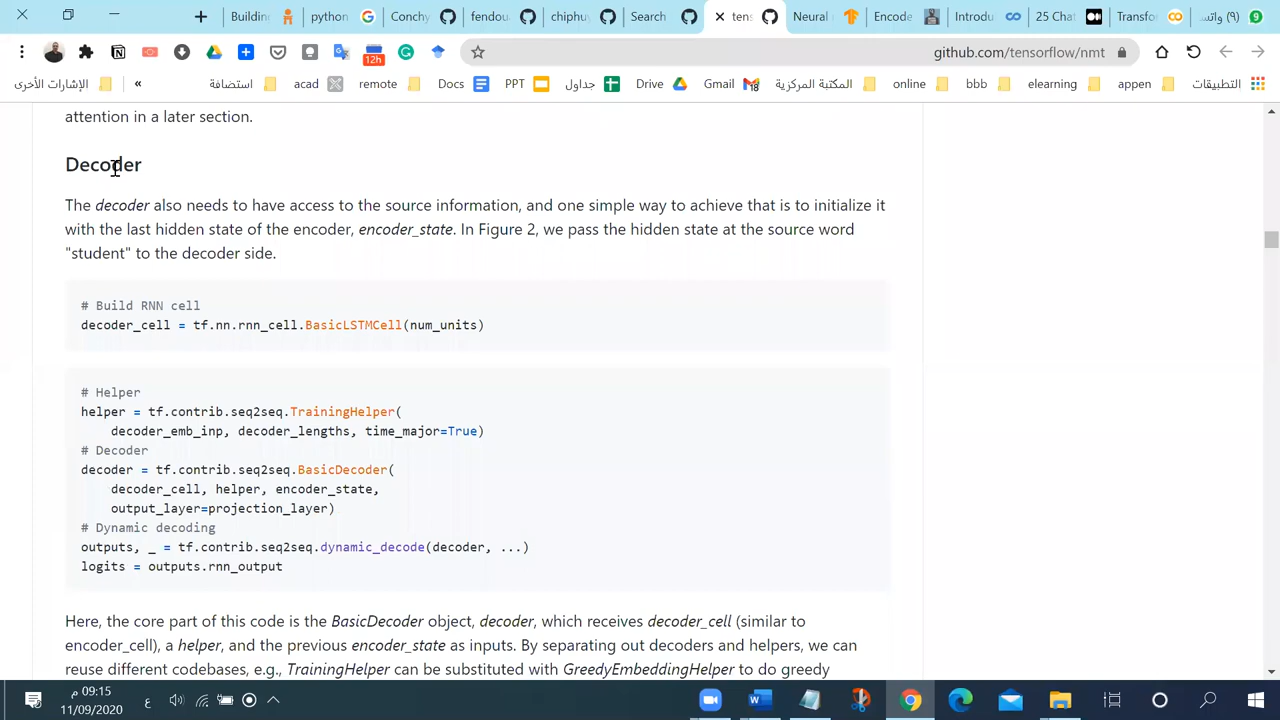 Building
python
Conchy
fendou
chiphuy
Search
tens
Neural
Encode
Introdu
25 Chat
Transfo
(٩) واتس
9
12h
github.com/tensorflow/nmt
الإشارات الأخرى
«
استضافة
acad
remote
Docs
PPT
جداول
Drive
Gmail
المكتبة المركزية
online
bbb
elearning
appen
التطبيقات
attention in a later section.
Decoder
The decoder also needs to have access to the source information, and one simple way to achieve that is to initialize it
with the last hidden state of the encoder, encoder_state. In Figure 2, we pass the hidden state at the source word
"student" to the decoder side.
# Build RNN cell
decoder_cell = tf.nn.rnn_cell.BasicLSTMCell(num_units)
# Helper
helper = tf.contrib.seq2seq.TrainingHelper(
decoder_emb_inp, decoder_lengths, time_major=True)
# Decoder
decoder = tf.contrib.seq2seq.BasicDecoder(
decoder_cell, helper, encoder_state,
output_layer=projection_layer)
# Dynamic decoding
outputs, _ = tf.contrib.seq2seq.dynamic_decode(decoder, ...)
logits = outputs.rnn_output
Here, the core part of this code is the BasicDecoder object, decoder, which receives decoder_cell (similar to
encoder_cell), a helper, and the previous encoder_state as inputs. By separating out decoders and helpers, we can
reuse different codebases, e.g., TrainingHelper can be substituted with GreedyEmbeddingHelper to do greedy
09:15 م
11/09/2020
ع